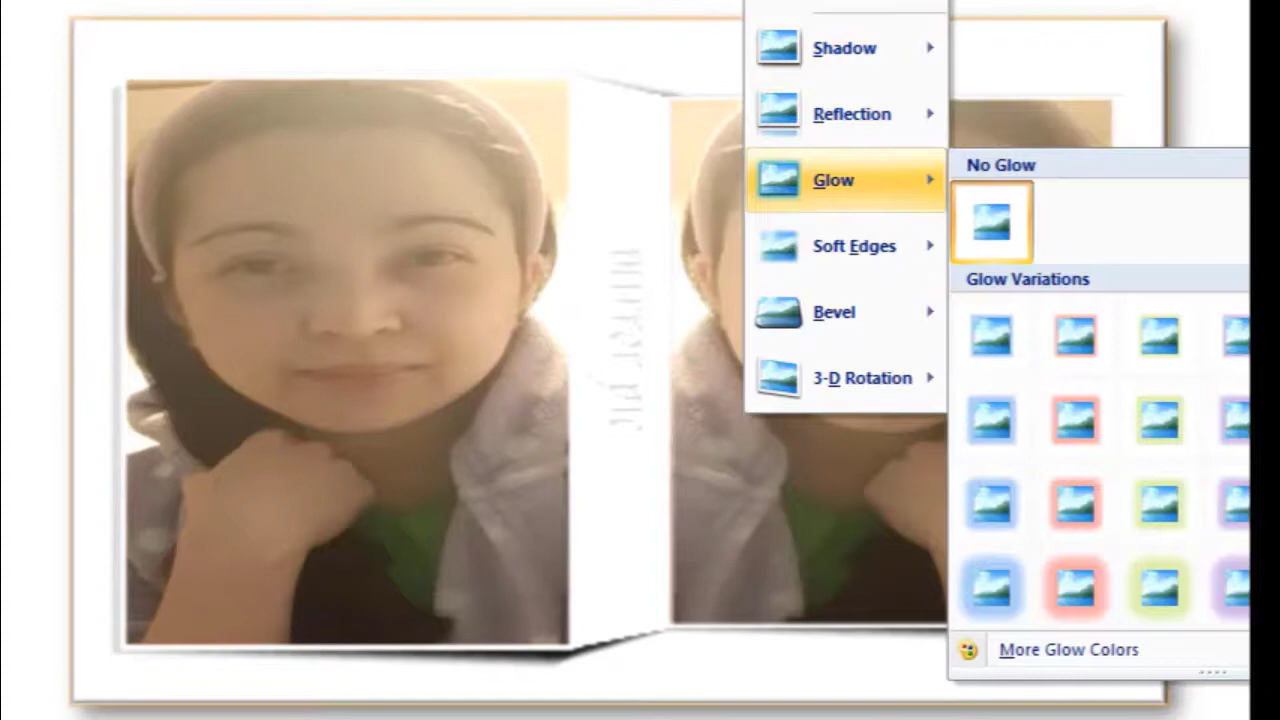 Shadow
Reflection
Glow
Soft Edges
Bevel
3-D Rotation
No Glow
Glow Variations
More Glow Colors